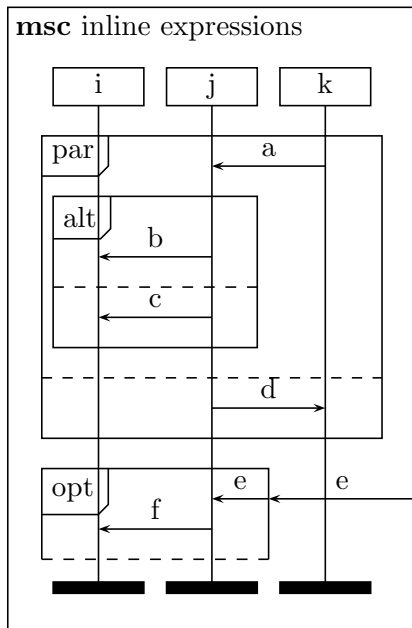 msc inline expressions
i j k
par
a
alt
b
c
d
opt
e e
f